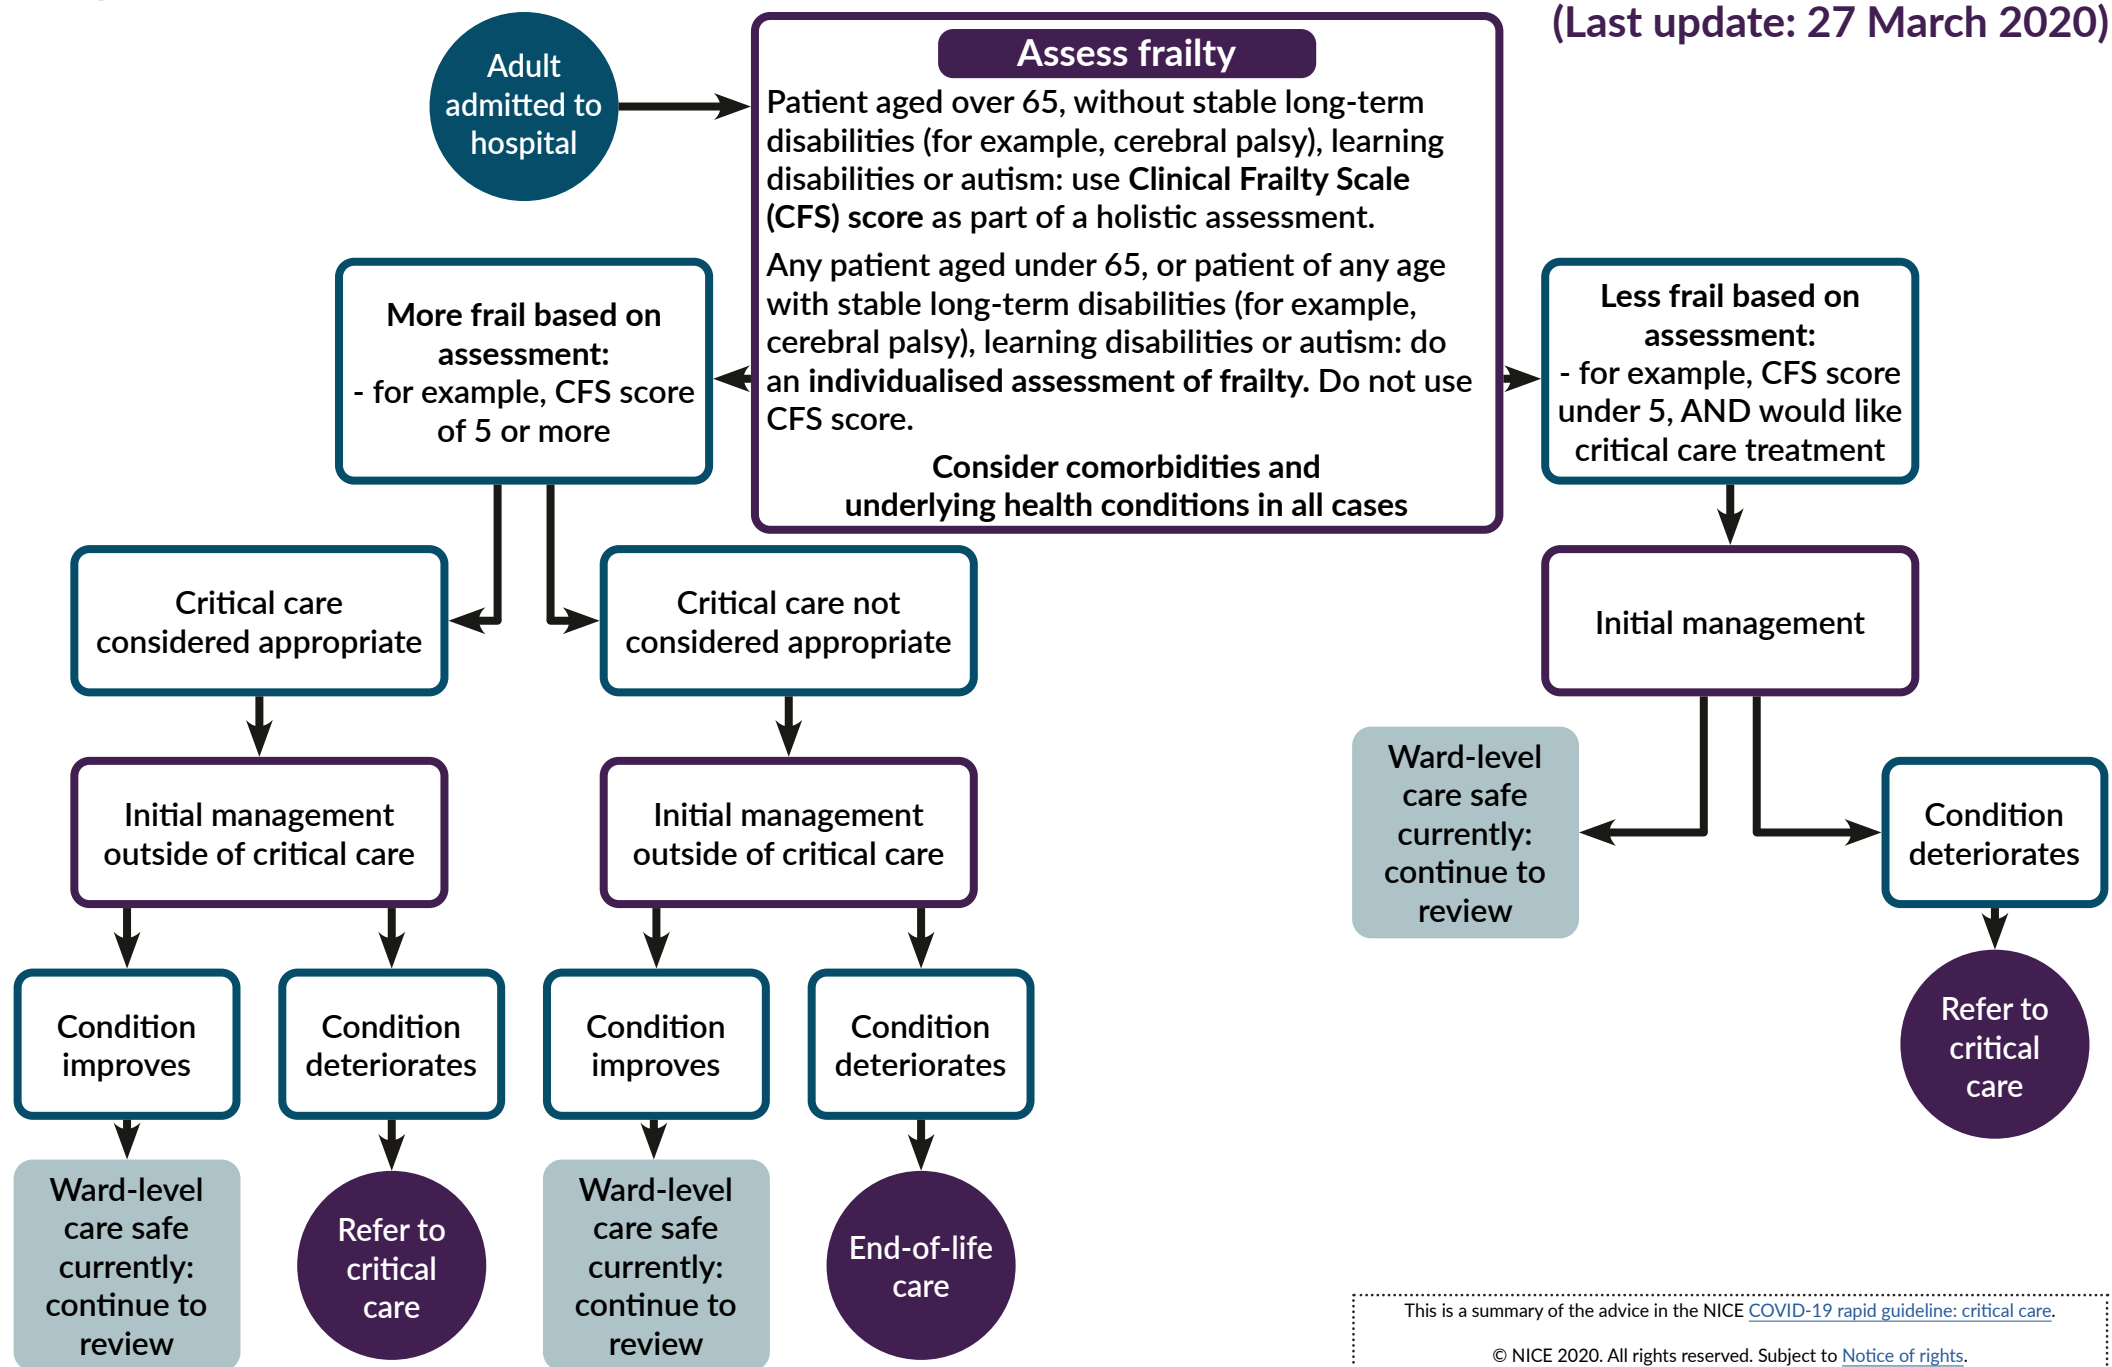 (Last update: 27 March 2020)
Adult
admitted to
hospital
Assess frailty
Patient aged over 65, without stable long-term
disabilities (for example, cerebral palsy), learning
disabilities or autism: use Clinical Frailty Scale
(CFS) score as part of a holistic assessment.
Any patient aged under 65, or patient of any age
with stable long-term disabilities (for example,
cerebral palsy), learning disabilities or autism: do
an individualised assessment of frailty. Do not use
CFS score.
Consider comorbidities and
underlying health conditions in all cases
More frail based on
assessment:
- for example, CFS score
of 5 or more
Less frail based on
assessment:
- for example, CFS score
under 5, AND would like
critical care treatment
Critical care
considered appropriate
Critical care not
considered appropriate
Initial management
Initial management
outside of critical care
Initial management
outside of critical care
Ward-level
care safe
currently:
continue to
review
Condition
deteriorates
Condition
improves
Condition
deteriorates
Condition
improves
Condition
deteriorates
Refer to
critical
care
Ward-level
care safe
currently:
continue to
review
Refer to
critical
care
Ward-level
care safe
currently:
continue to
review
End-of-life
care
This is a summary of the advice in the NICE COVID-19 rapid guideline: critical care.
© NICE 2020. All rights reserved. Subject to Notice of rights.